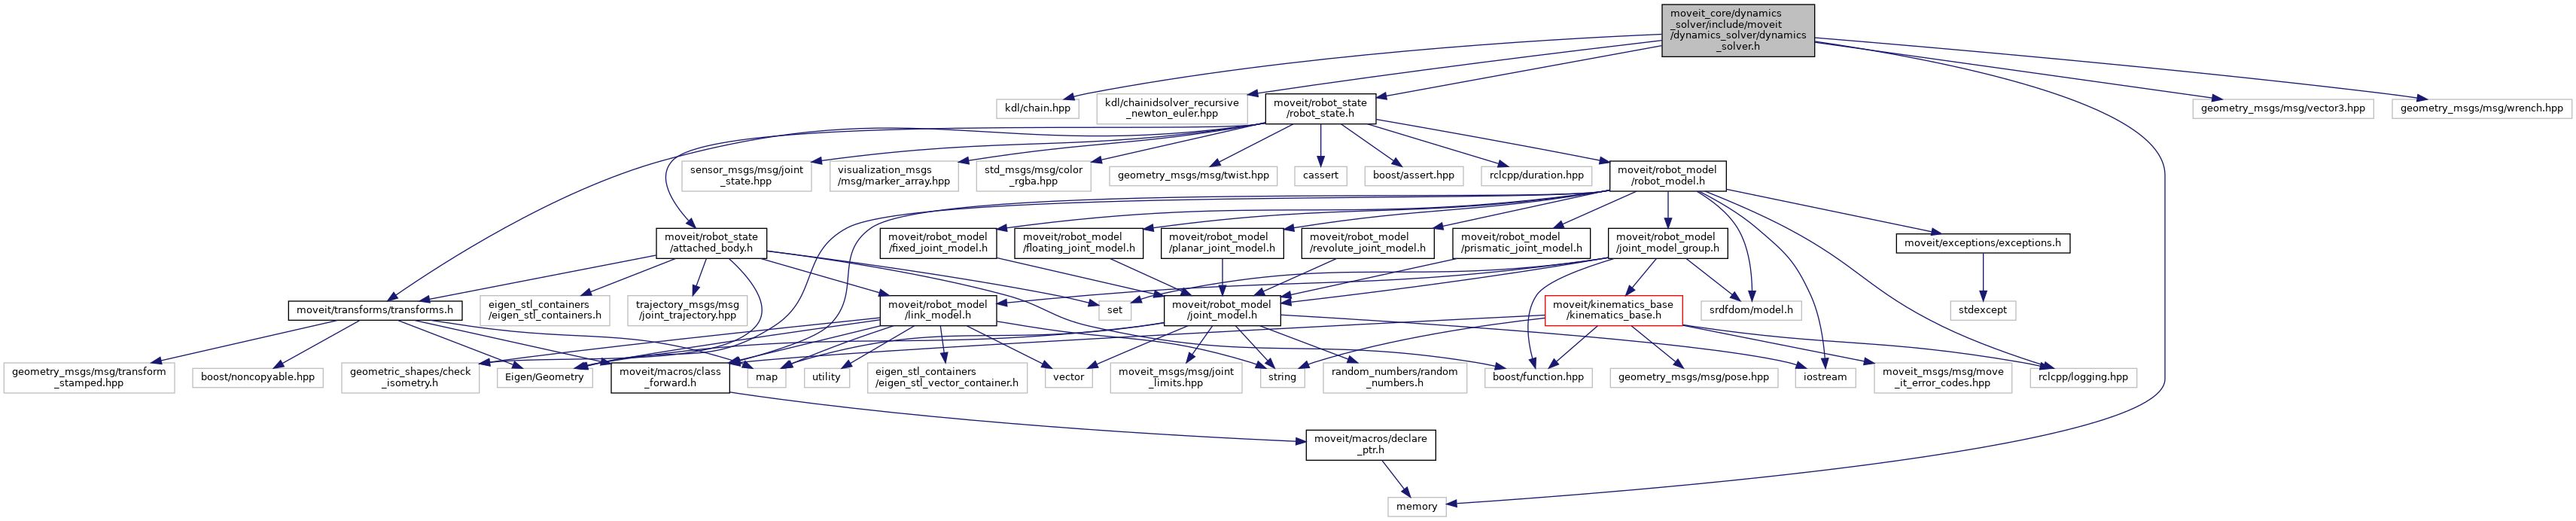 moveit_core/dynamics
_solver/include/moveit
/dynamics_solver/dynamics
_solver.h
kdl/chain.hpp
kdl/chainidsolver_recursive
_newton_euler.hpp
moveit/robot_state
/robot_state.h
geometry_msgs/msg/vector3.hpp
geometry_msgs/msg/wrench.hpp
sensor_msgs/msg/joint
_state.hpp
visualization_msgs
/msg/marker_array.hpp
std_msgs/msg/color
_rgba.hpp
geometry_msgs/msg/twist.hpp
cassert
boost/assert.hpp
rclcpp/duration.hpp
moveit/robot_model
/robot_model.h
moveit/robot_state
/attached_body.h
moveit/robot_model
/fixed_joint_model.h
moveit/robot_model
/floating_joint_model.h
moveit/robot_model
/planar_joint_model.h
moveit/robot_model
/revolute_joint_model.h
moveit/robot_model
/prismatic_joint_model.h
moveit/robot_model
/joint_model_group.h
moveit/exceptions/exceptions.h
moveit/transforms/transforms.h
eigen_stl_containers
/eigen_stl_containers.h
trajectory_msgs/msg
/joint_trajectory.hpp
moveit/robot_model
/link_model.h
set
moveit/robot_model
/joint_model.h
moveit/kinematics_base
/kinematics_base.h
srdfdom/model.h
stdexcept
geometry_msgs/msg/transform
_stamped.hpp
boost/noncopyable.hpp
geometric_shapes/check
_isometry.h
Eigen/Geometry
moveit/macros/class
_forward.h
map
utility
eigen_stl_containers
/eigen_stl_vector_container.h
vector
moveit_msgs/msg/joint
_limits.hpp
string
random_numbers/random
_numbers.h
boost/function.hpp
geometry_msgs/msg/pose.hpp
iostream
moveit_msgs/msg/move
_it_error_codes.hpp
rclcpp/logging.hpp
moveit/macros/declare
_ptr.h
memory